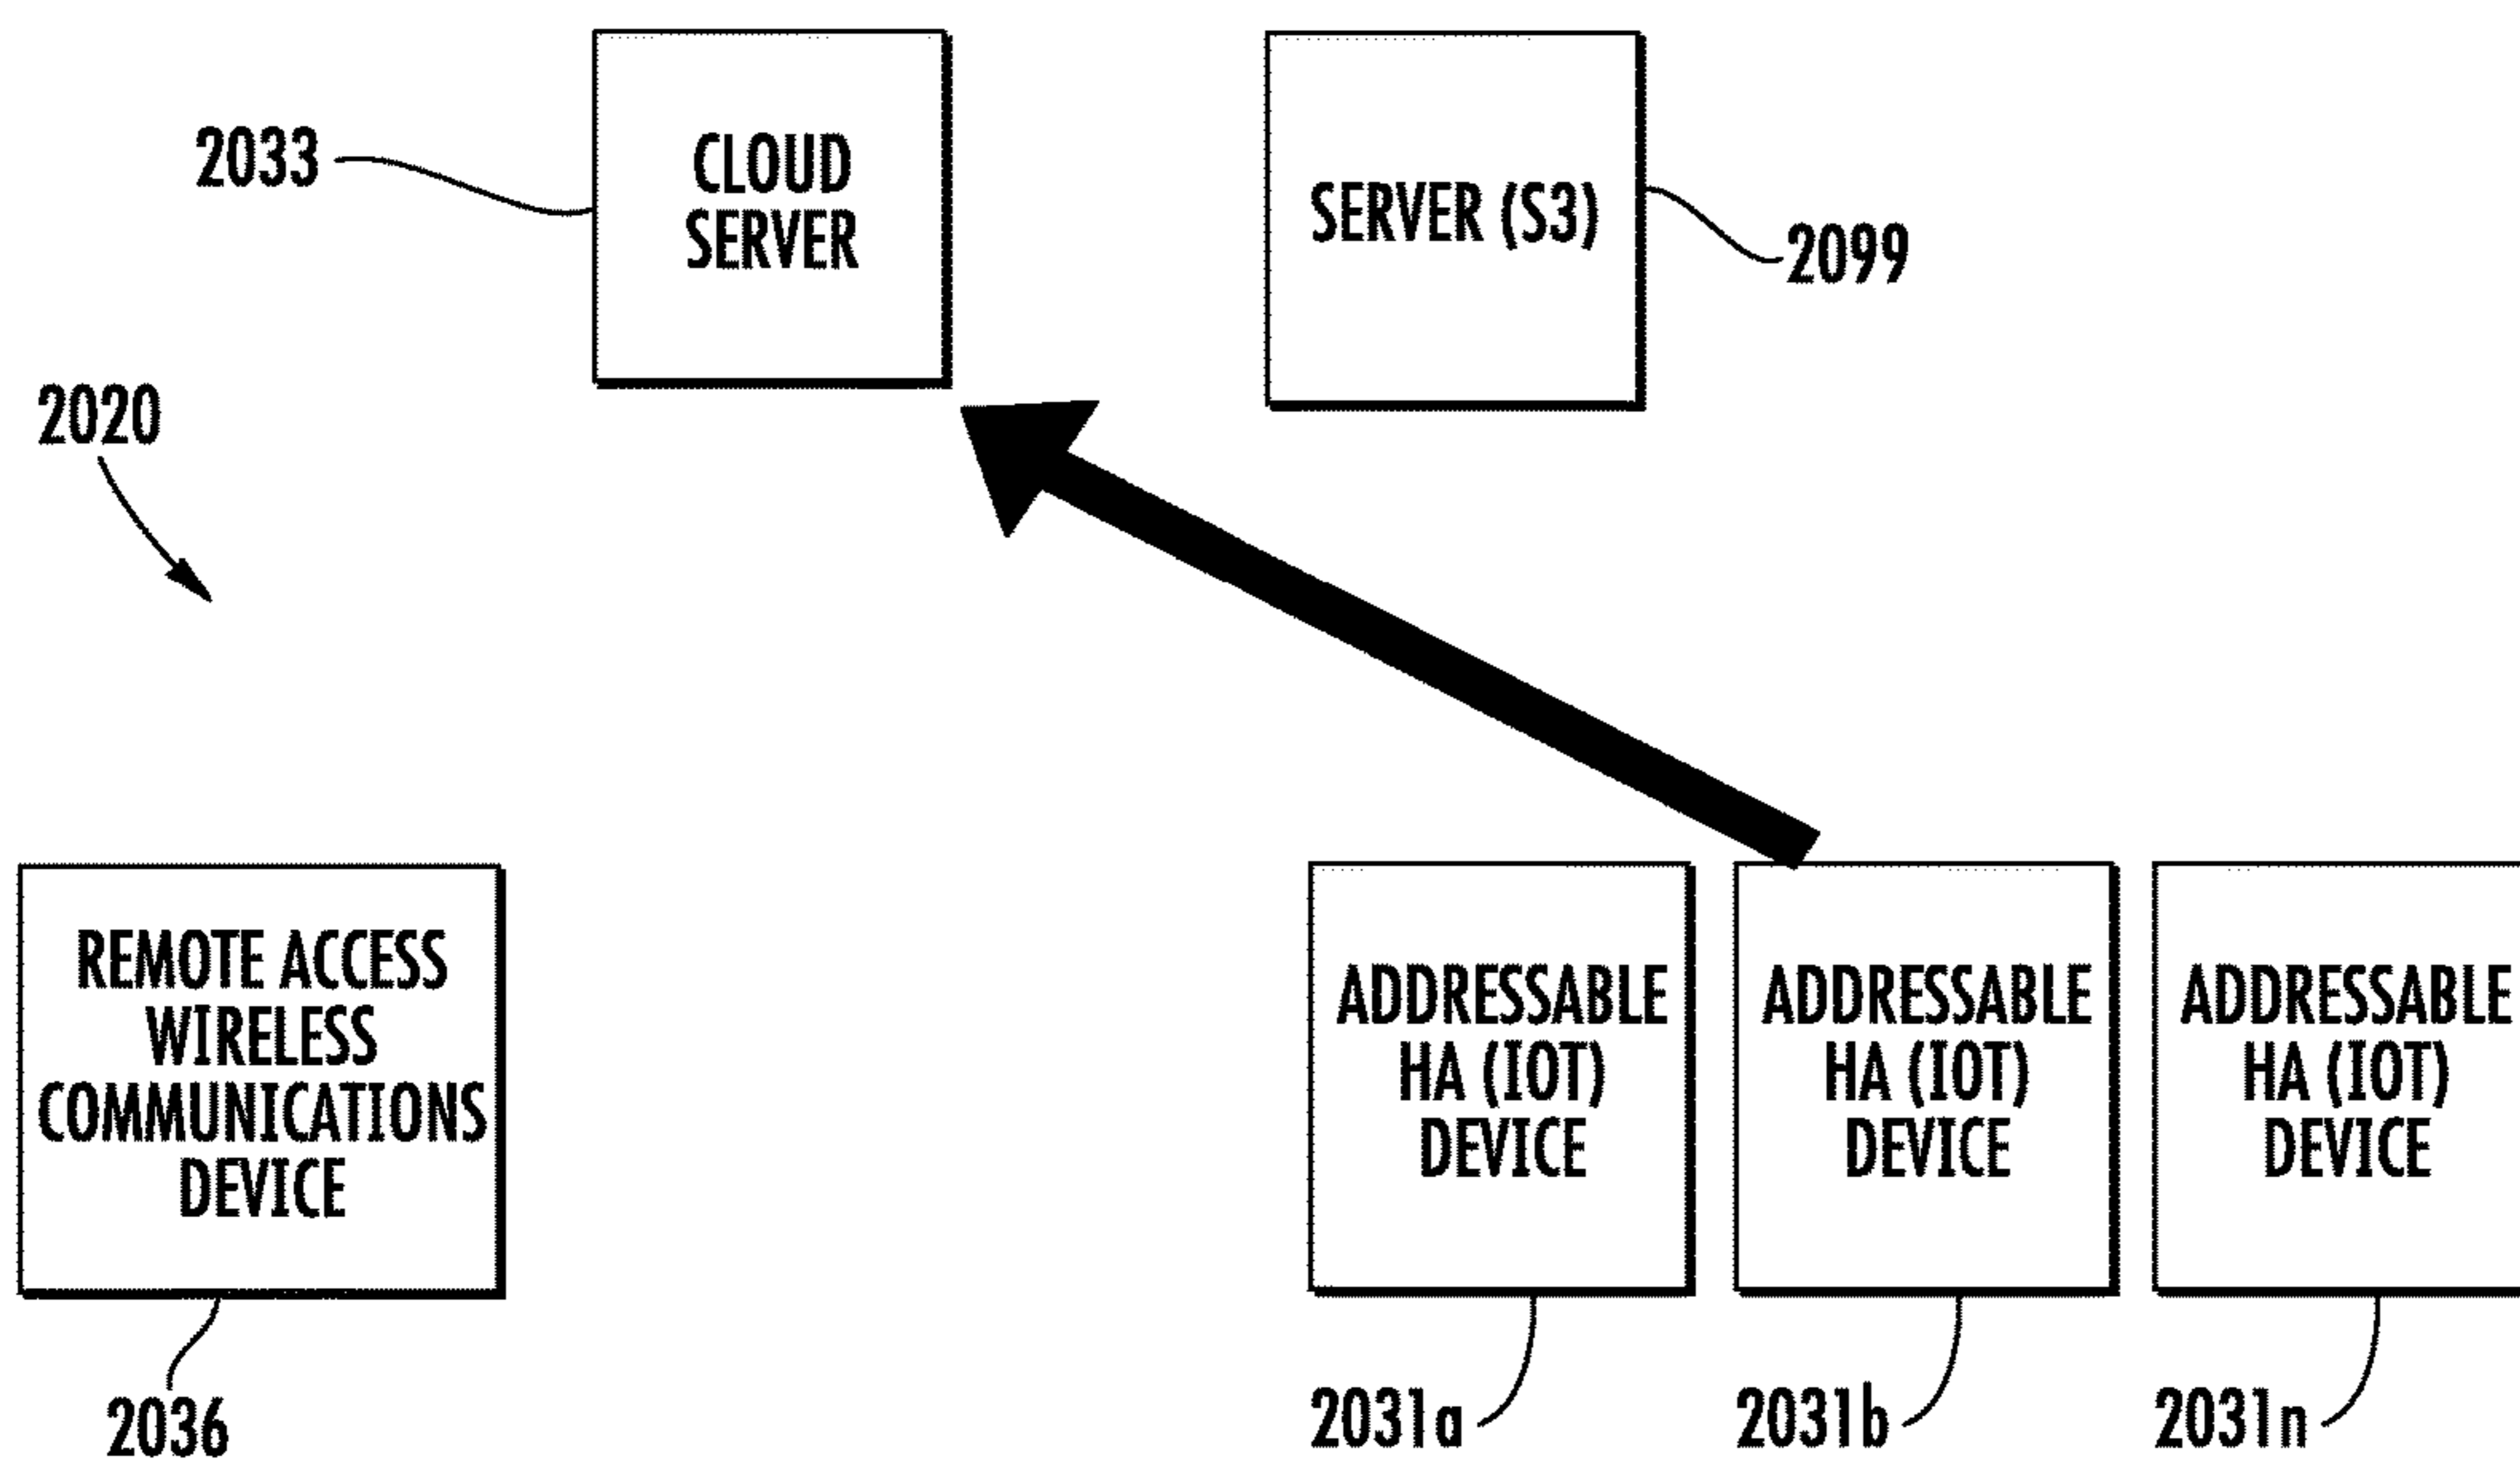 2033
CLOUD
SERVER
SERVER (S3)
2099
2020
REMOTE ACCESS
WIRELESS
COMMUNICATIONS
DEVICE
ADDRESSABLE
HA (IOT)
DEVICE
ADDRESSABLE
HA (IOT)
DEVICE
ADDRESSABLE
HA (IOT)
DEVICE
2036
2031a
2031b
2031n